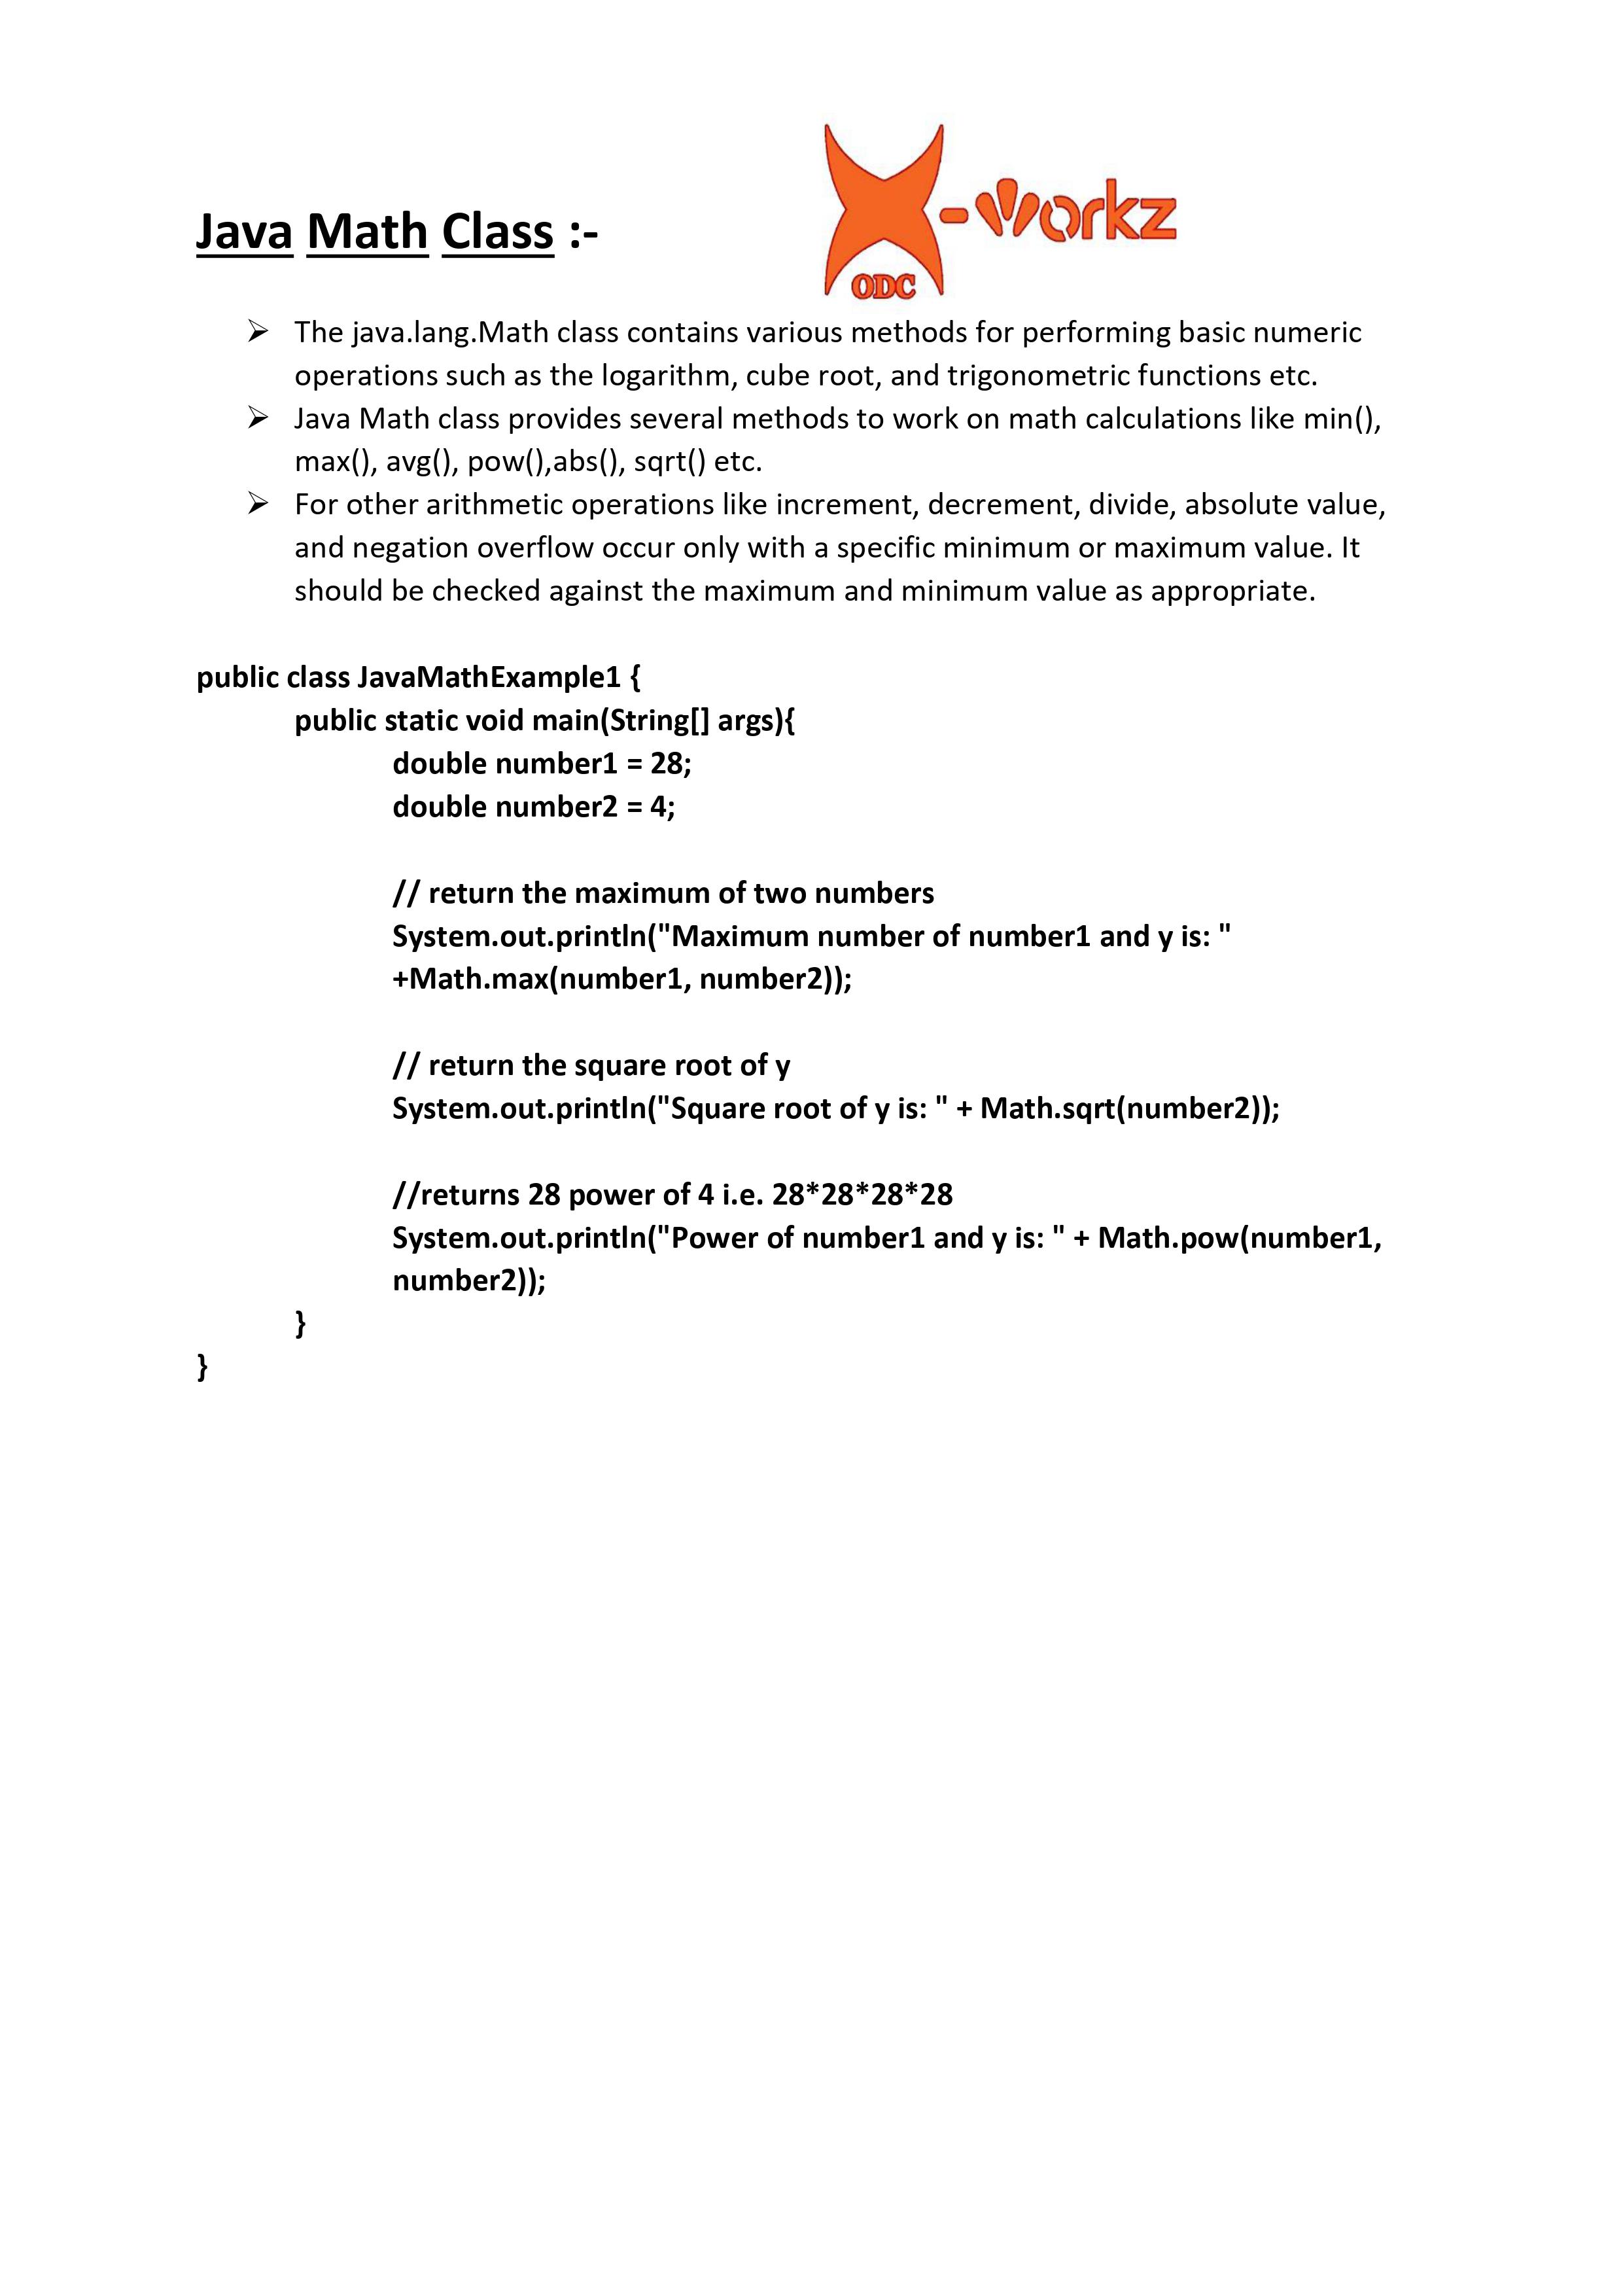 Java Math Class :-
X-Workz
ODC
➢ The java.lang.Math class contains various methods for performing basic numeric
operations such as the logarithm, cube root, and trigonometric functions etc.
➢ Java Math class provides several methods to work on math calculations like min(),
max(), avg(), pow(),abs(), sqrt() etc.
➢ For other arithmetic operations like increment, decrement, divide, absolute value,
and negation overflow occur only with a specific minimum or maximum value. It
should be checked against the maximum and minimum value as appropriate.
public class JavaMathExample1 {
public static void main(String[] args){
double number1 = 28;
double number2 = 4;
// return the maximum of two numbers
System.out.println("Maximum number of number1 and y is: "
+Math.max(number1, number2));
// return the square root of y
System.out.println("Square root of y is: " + Math.sqrt(number2));
//returns 28 power of 4 i.e. 28*28*28*28
System.out.println("Power of number1 and y is: " + Math.pow(number1,
number2));
}
}